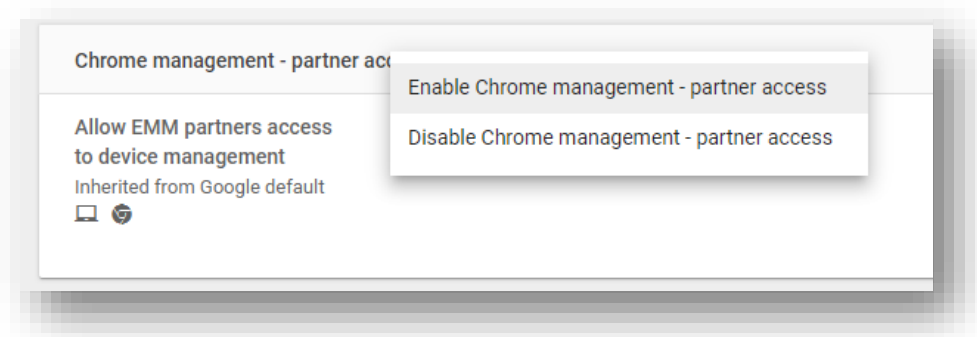 Chrome management - partner
Enable Chrome management - partner access
Disable Chrome management - partner access
Allow EMM partners access
to device management
Inherited from Google default